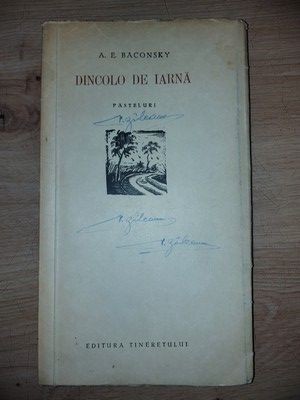 A. E. BACONSKY
DINCOLO DE IARNĂ
PASTELURI
EDITURA TINERETULUI